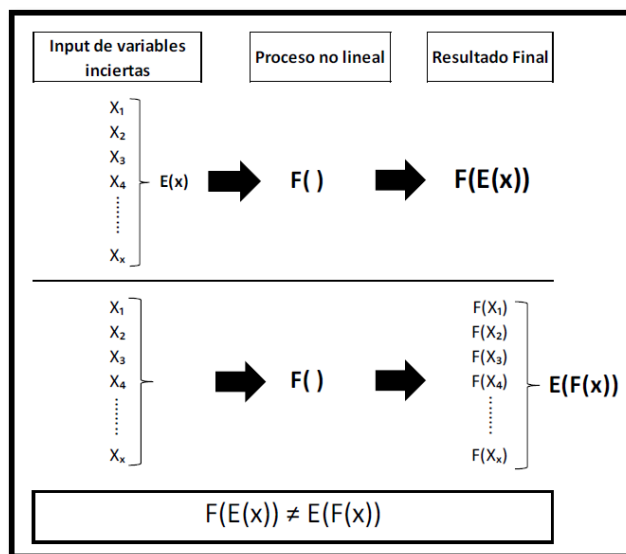 Input de variables
inciertas
Proceso no lineal
Resultado Final
X₁
X₂
X₃
X₄
Xₓ
E(x)
F( )
F(E(x))
X₁
X₂
X₃
X₄
Xₓ
F( )
F(X₁)
F(X₂)
F(X₃)
F(X₄)
F(Xₓ)
E(F(x))
F(E(x)) ≠ E(F(x))